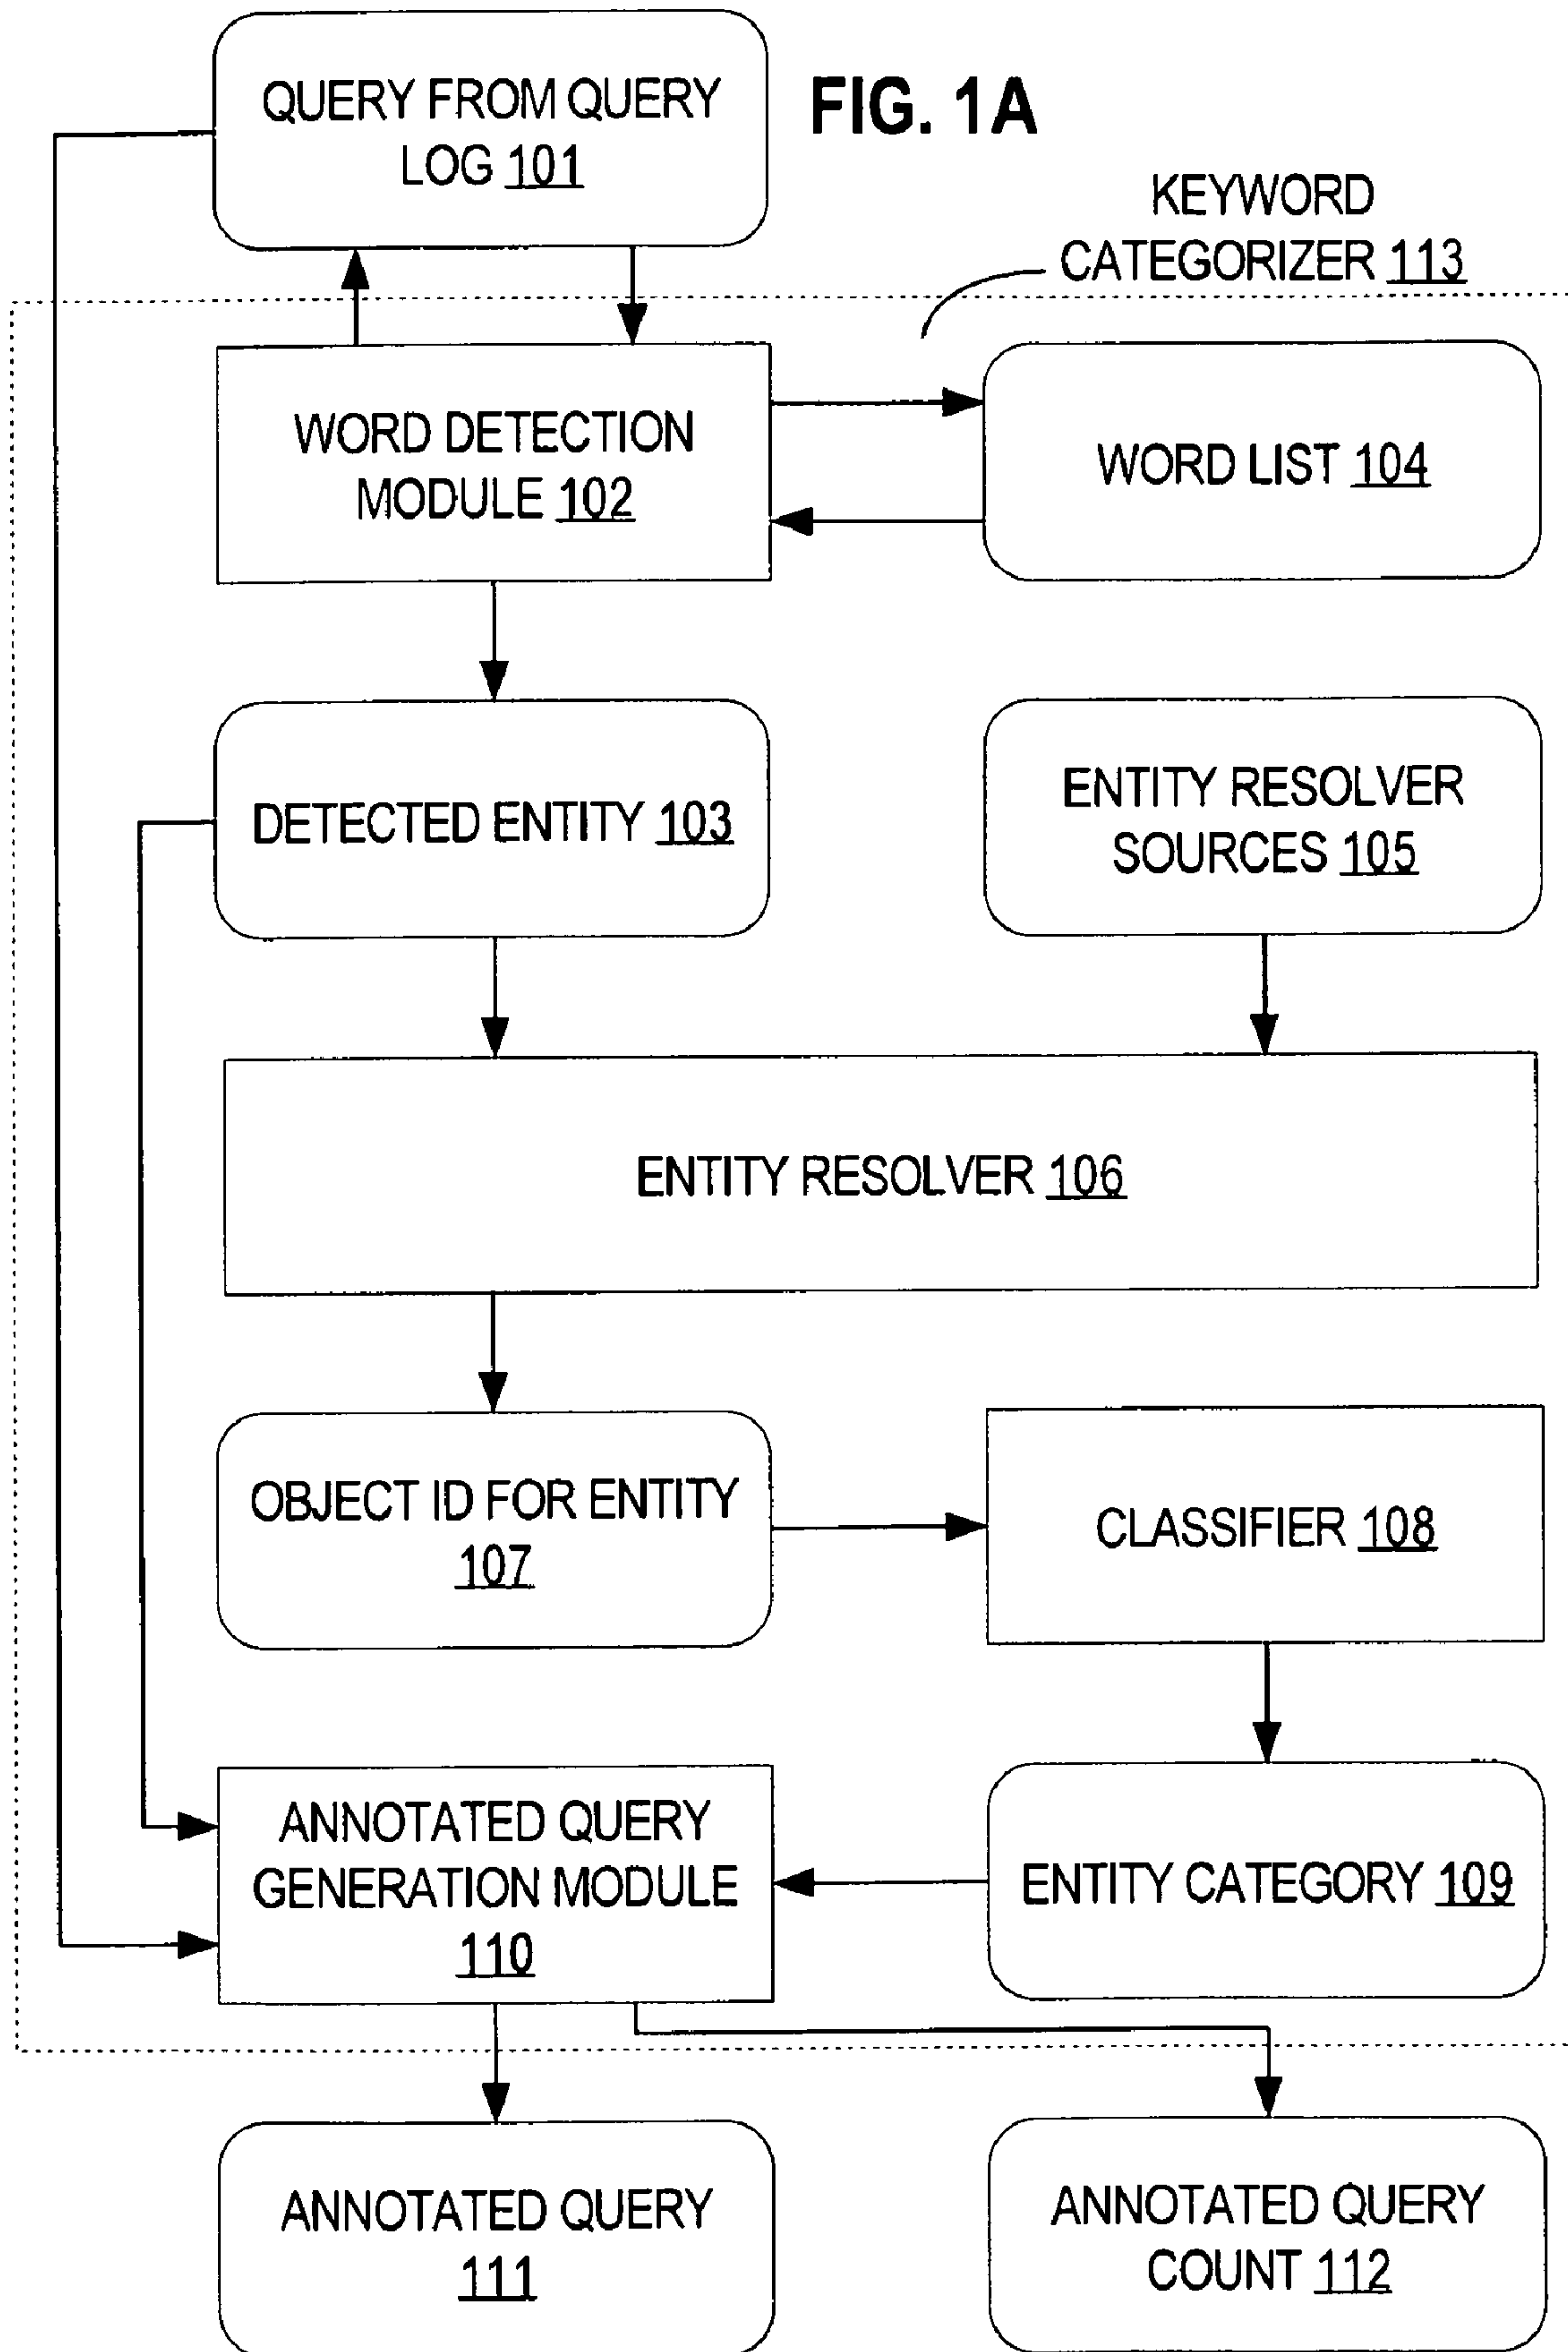 QUERY FROM QUERY
LOG 101
FIG. 1A
KEYWORD
CATEGORIZER 113
WORD DETECTION
MODULE 102
WORD LIST 104
DETECTED ENTITY 103
ENTITY RESOLVER
SOURCES 105
ENTITY RESOLVER 106
OBJECT ID FOR ENTITY
107
CLASSIFIER 108
ANNOTATED QUERY
GENERATION MODULE
110
ENTITY CATEGORY 109
ANNOTATED QUERY
111
ANNOTATED QUERY
COUNT 112